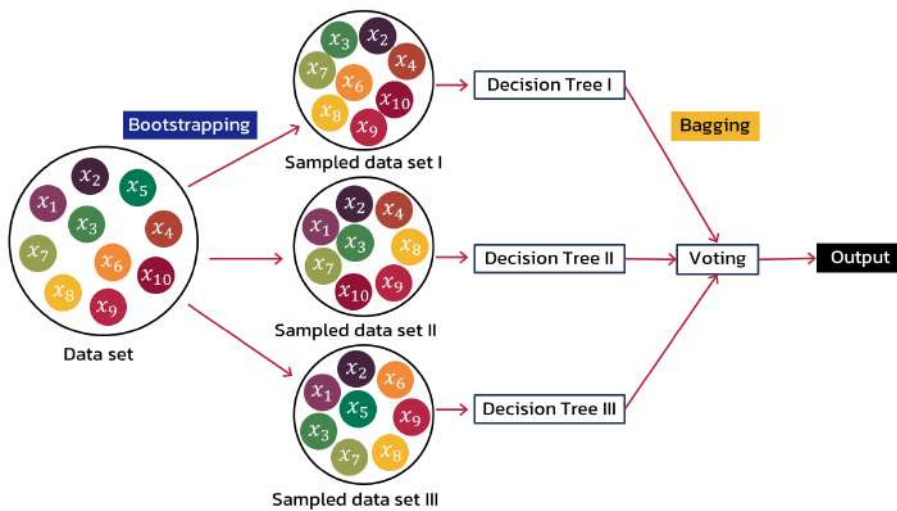 Bootstrapping
Bagging
x₁
x₂
x₃
x₄
x₅
x₆
x₇
x₈
x₉
x₁₀
Data set
x₃
x₂
x₇
x₆
x₄
x₈
x₁₀
x₉
Sampled data set I
Decision Tree I
x₂
x₄
x₁
x₃
x₈
x₇
x₁₀
x₉
Sampled data set II
Decision Tree II
Voting
Output
x₂
x₆
x₁
x₅
x₉
x₃
x₇
x₈
Sampled data set III
Decision Tree III